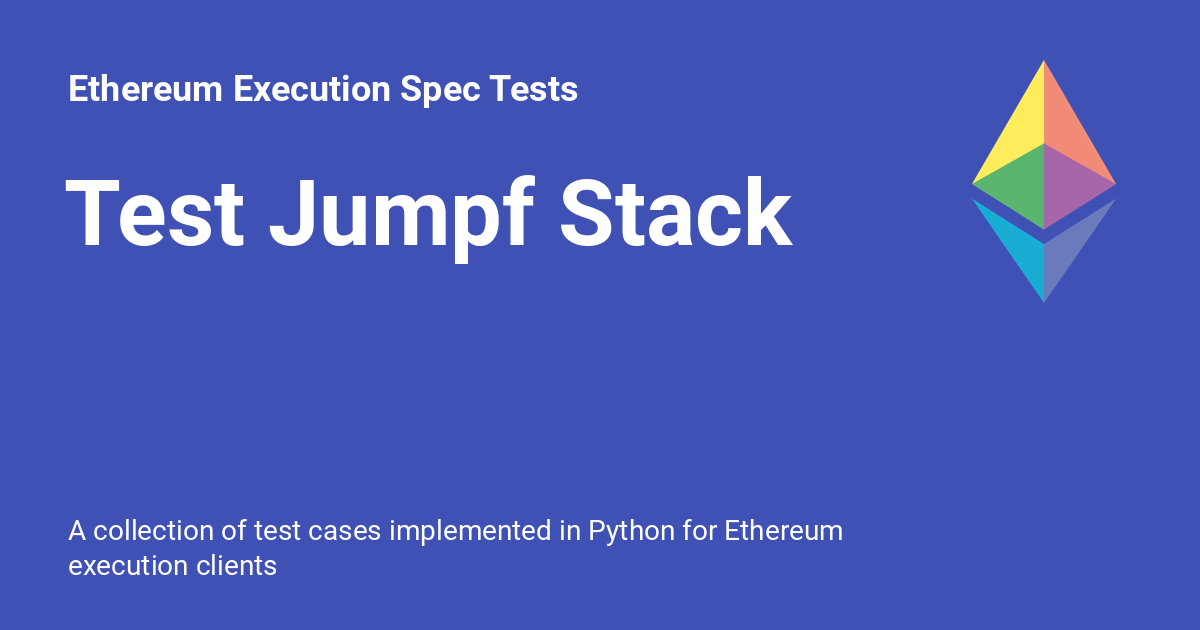 Ethereum Execution Spec Tests
Test Jumpf Stack
A collection of test cases implemented in Python for Ethereum
execution clients